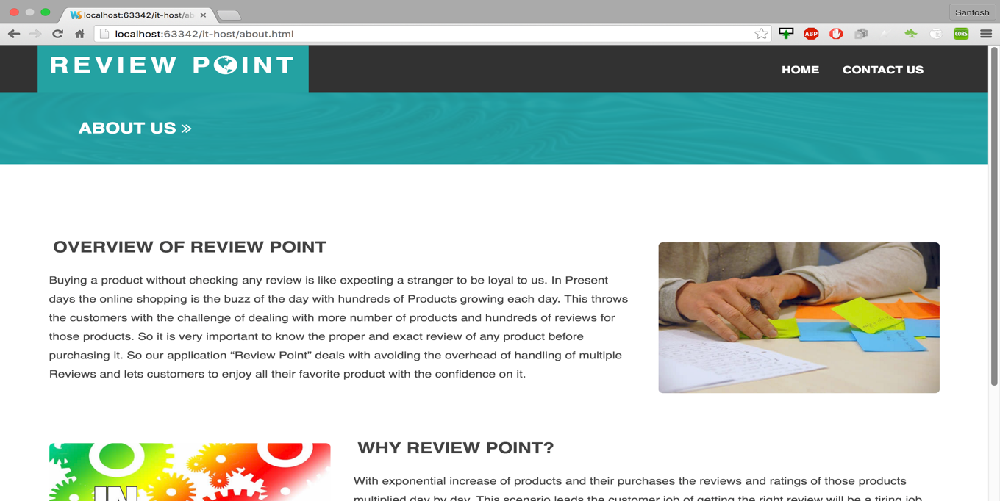 localhost:63342/it-host/ab
Santosh
localhost:63342/it-host/about.html
ABP
CORS
REVIEW POINT
HOME
CONTACT US
ABOUT US »
OVERVIEW OF REVIEW POINT
Buying a product without checking any review is like expecting a stranger to be loyal to us. In Present
days the online shopping is the buzz of the day with hundreds of Products growing each day. This throws
the customers with the challenge of dealing with more number of products and hundreds of reviews for
those products. So it is very important to know the proper and exact review of any product before
purchasing it. So our application “Review Point” deals with avoiding the overhead of handling of multiple
Reviews and lets customers to enjoy all their favorite product with the confidence on it.
WHY REVIEW POINT?
With exponential increase of products and their purchases the reviews and ratings of those products
IN
multiplied day by day. This scenario leads the customer job of getting the right review will be a tiring job